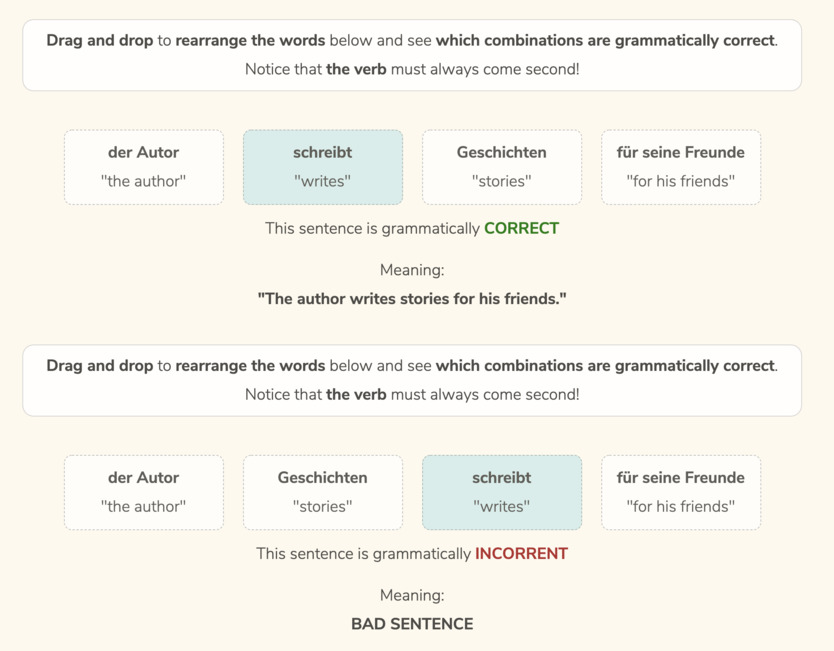 Drag and drop to rearrange the words below and see which combinations are grammatically correct.
Notice that the verb must always come second!
der Autor schreibt Geschichten für seine Freunde
"the author" "writes" "stories" "for his friends"
This sentence is grammatically CORRECT
Meaning:
"The author writes stories for his friends."
Drag and drop to rearrange the words below and see which combinations are grammatically correct.
Notice that the verb must always come second!
der Autor Geschichten schreibt für seine Freunde
"the author" "stories" "writes" "for his friends"
This sentence is grammatically INCORRENT
Meaning:
BAD SENTENCE